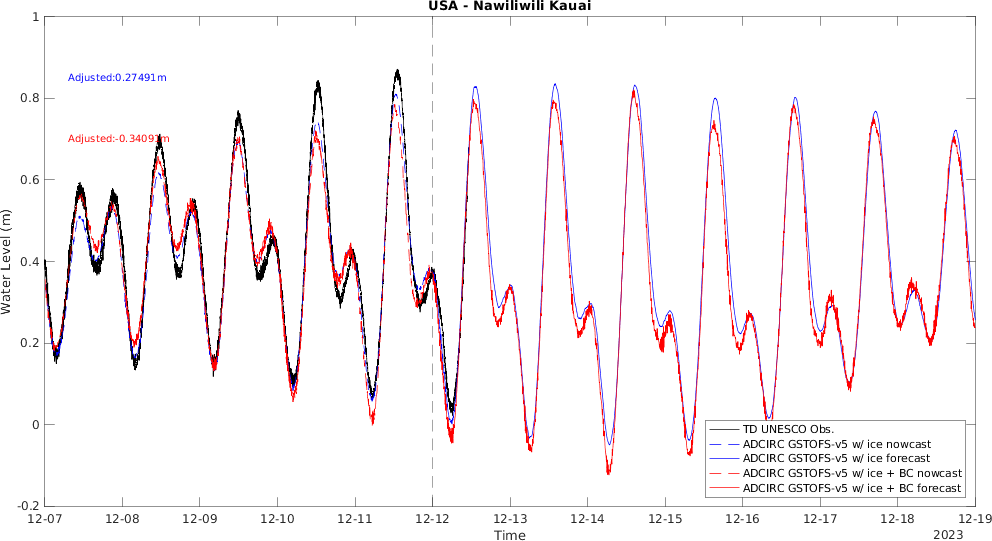 USA - Nawiliwili Kauai
1
0.8
0.6
0.4
0.2
0
-0.2
Water Level (m)
Adjusted:0.27491m
TD UNESCO Obs.
ADCIRC GSTOFS-v5 w/ ice nowcast
ADCIRC GSTOFS-v5 w/ ice forecast
ADCIRC GSTOFS-v5 w/ ice + BC nowcast
ADCIRC GSTOFS-v5 w/ ice + BC forecast
12-07 12-08 12-09 12-10 12-11 12-12 12-13 12-14 12-15 12-16 12-17 12-18 12-19
Time
2023